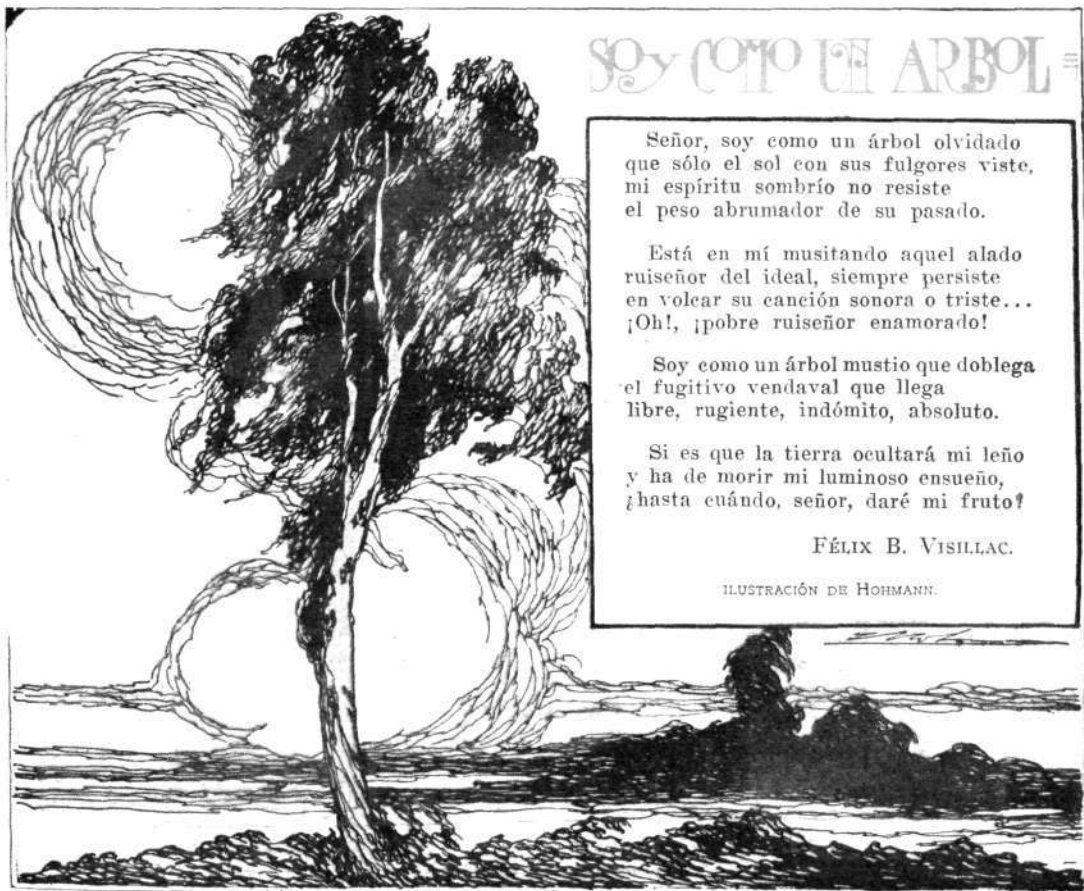 SOY COMO UN ARBOL
Señor, soy como un árbol olvidado
que sólo el sol con sus fulgores viste,
mi espíritu sombrío no resiste
el peso abrumador de su pasado.
Está en mí musitando aquel alado
ruiseñor del ideal, siempre persiste
en volcar su canción sonora o triste...
¡Oh!, ¡pobre ruiseñor enamorado!
Soy como un árbol mustio que doblega
el fugitivo vendaval que llega
libre, rugiente, indómito, absoluto.
Si es que la tierra ocultará mi leño
y ha de morir mi luminoso ensueño,
¿hasta cuándo, señor, daré mi fruto?
FÉLIX B. VISILLAC.
ILUSTRACIÓN DE HOHMANN.